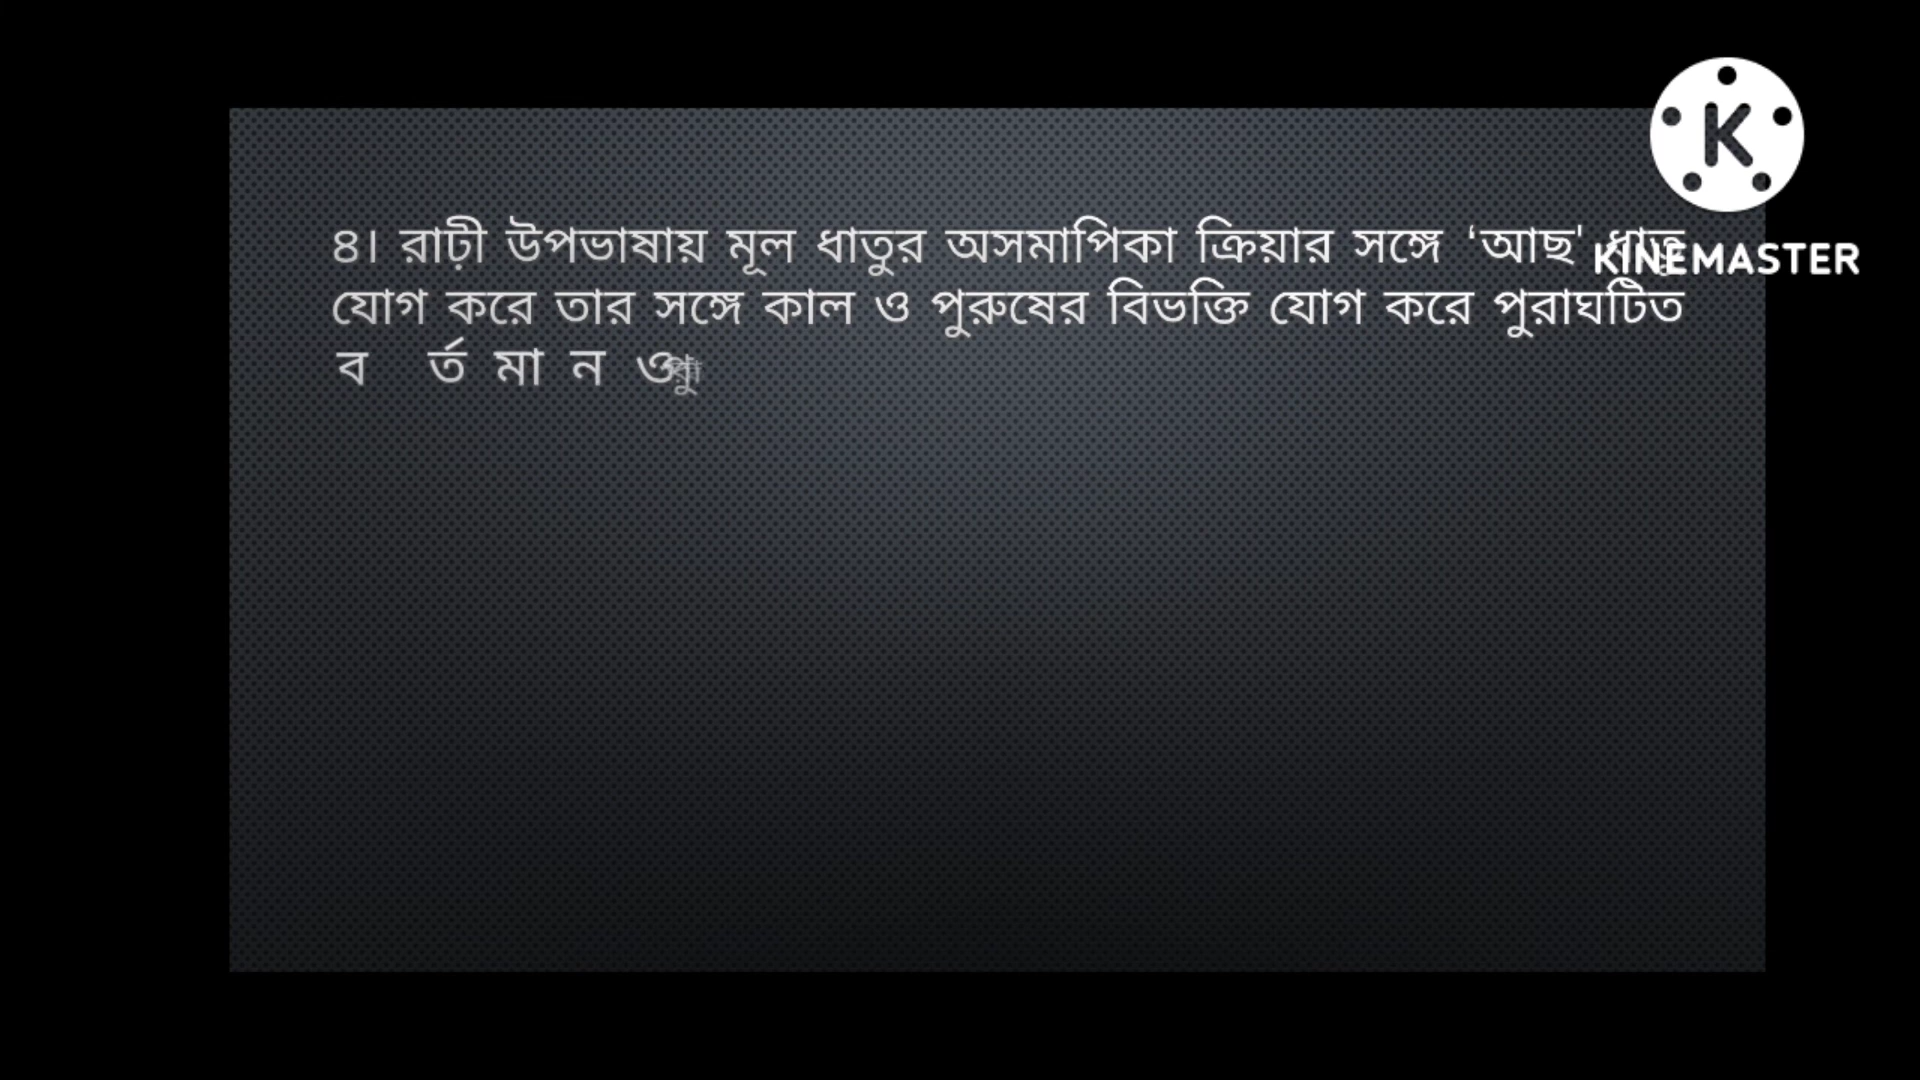 ৪। রাঢ়ী উপভাষায় মূল ধাতুর অসমাপিকা ক্রিয়ার সঙ্গে ‘আছ' ধাতু
যোগ করে তার সঙ্গে কাল ও পুরুষের বিভক্তি যোগ করে পুরাঘটিত
ব র্ত মা ন ও
KINEMASTER